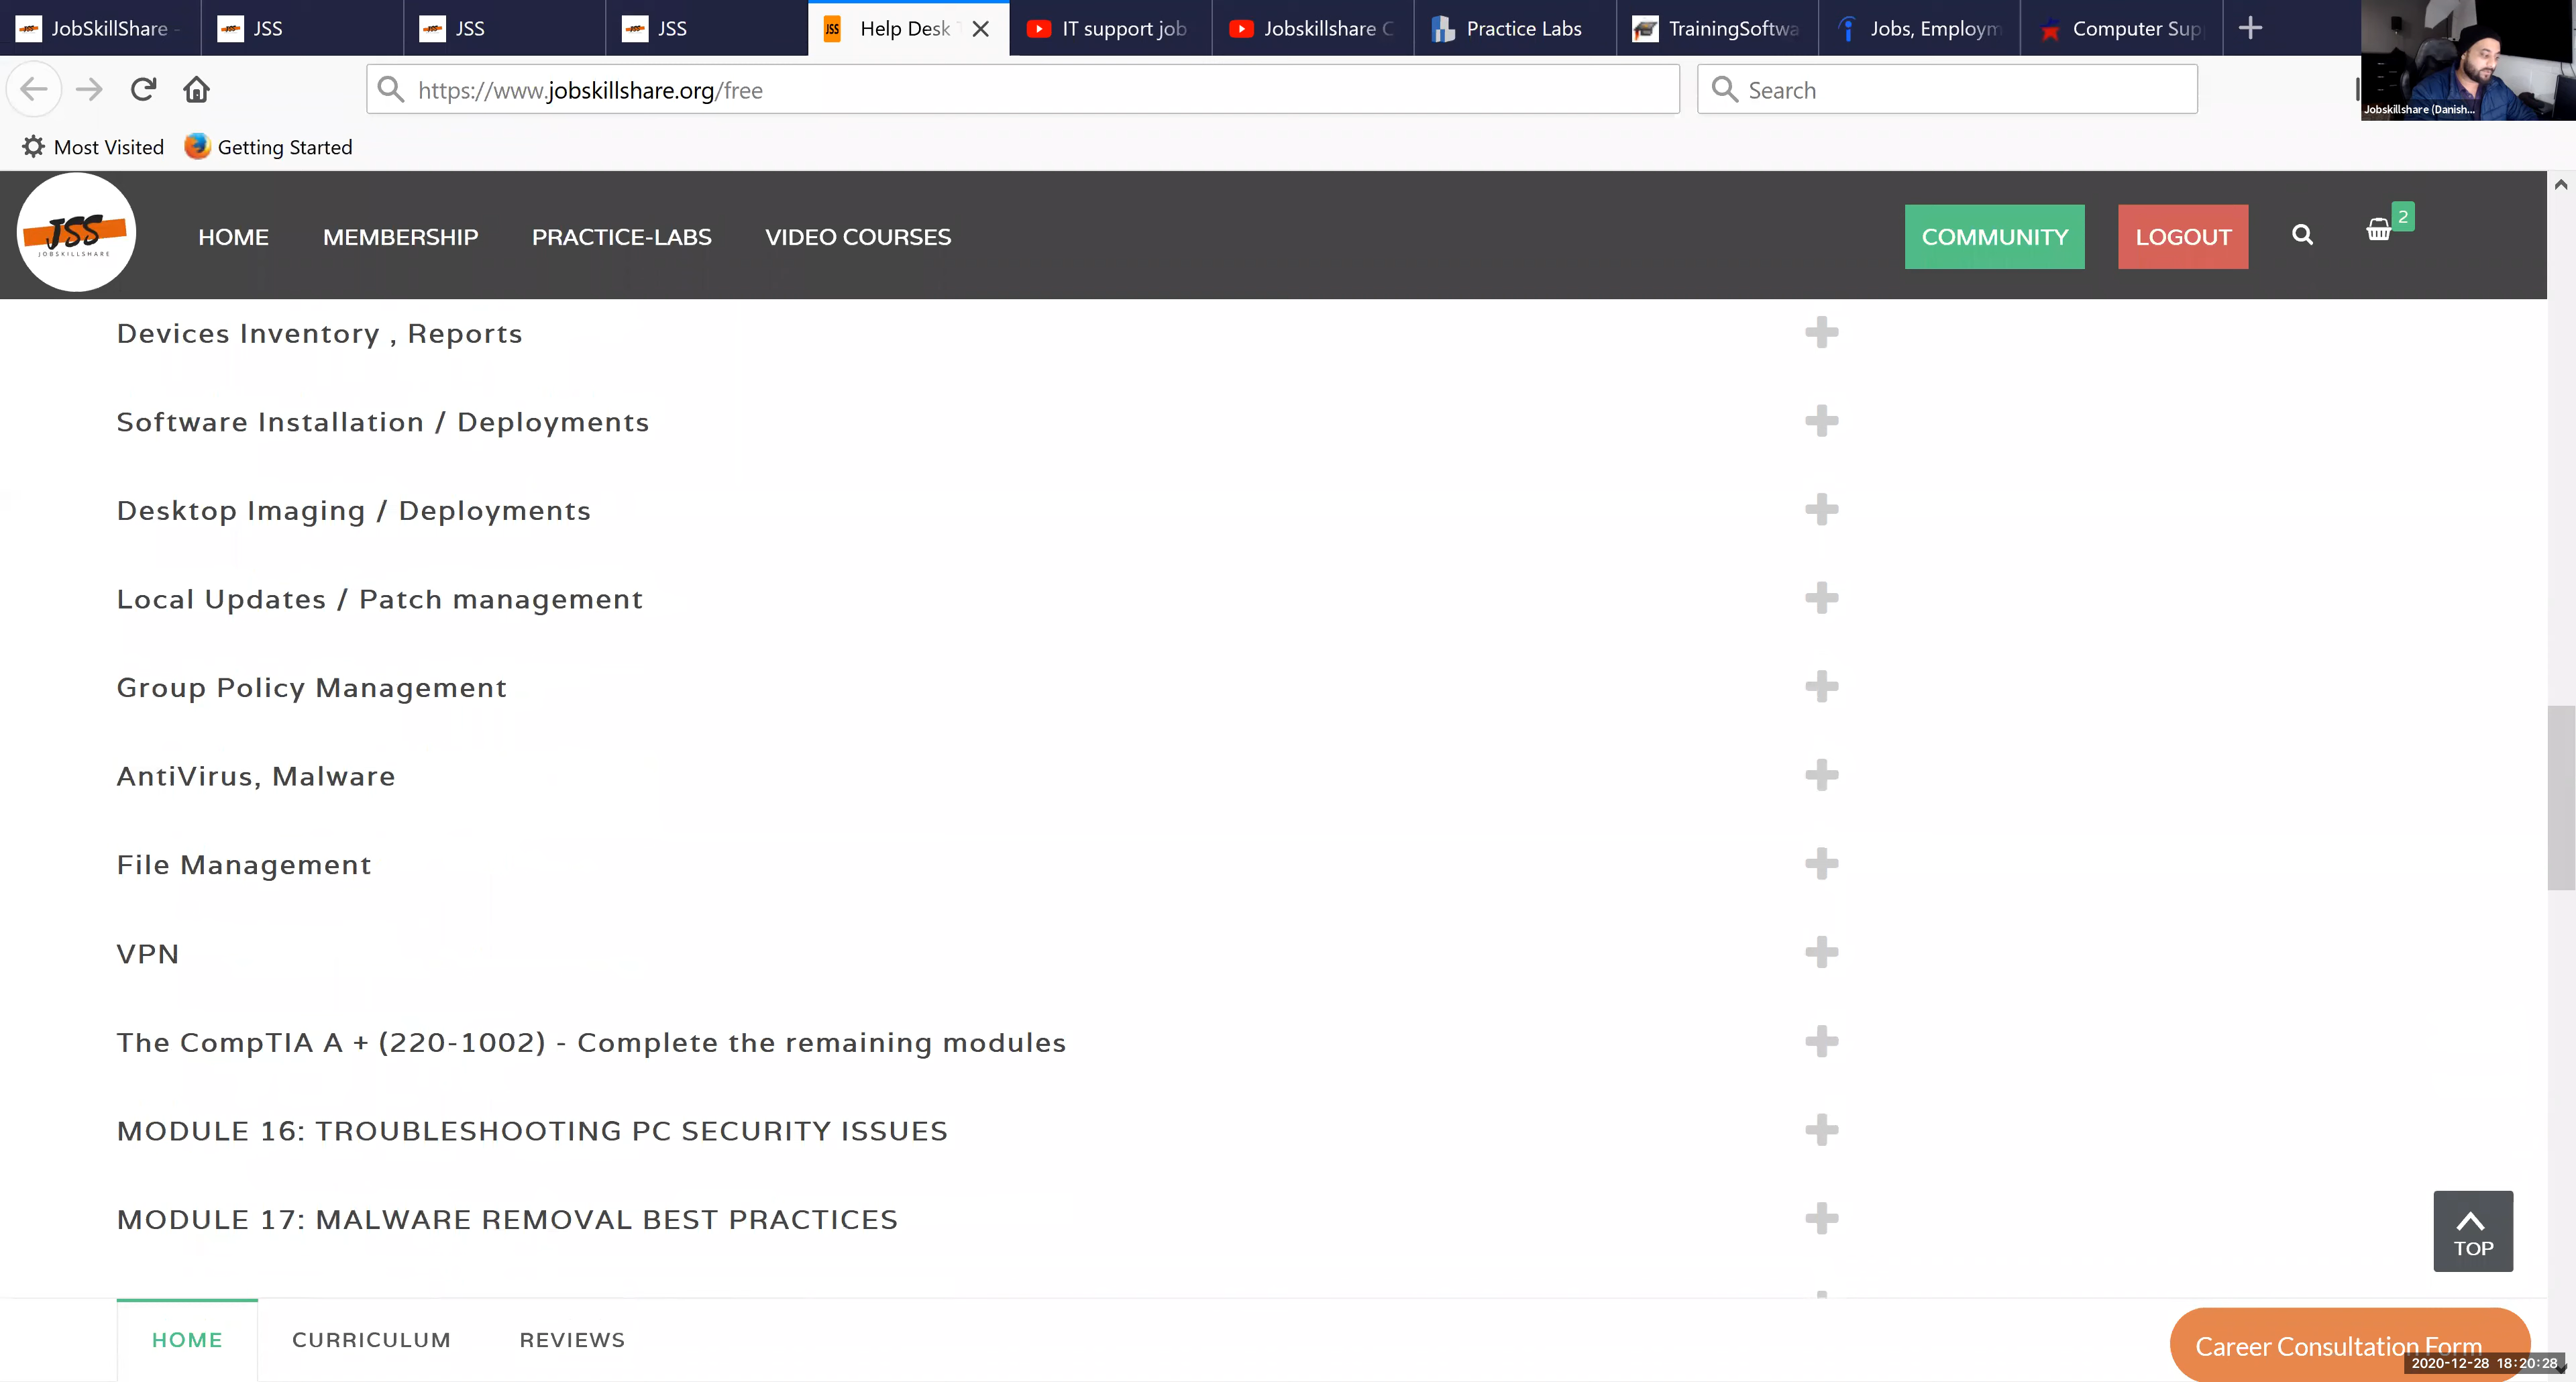 JobSkillShare -
JSS
JSS
JSS
Help Desk
IT support job
Jobskillshare C
Practice Labs
TrainingSoftwa
Jobs, Employm
Computer Sup
https://www.jobskillshare.org/free
Search
Jobskillshare (Danish...
Most Visited
Getting Started
JSS
JOBSKILLSHARE
HOME
MEMBERSHIP
PRACTICE-LABS
VIDEO COURSES
COMMUNITY
LOGOUT
2
Devices Inventory , Reports
Software Installation / Deployments
Desktop Imaging / Deployments
Local Updates / Patch management
Group Policy Management
AntiVirus, Malware
File Management
VPN
The CompTIA A + (220-1002) - Complete the remaining modules
MODULE 16: TROUBLESHOOTING PC SECURITY ISSUES
MODULE 17: MALWARE REMOVAL BEST PRACTICES
TOP
HOME
CURRICULUM
REVIEWS
Career Consultation Form
2020-12-28 18:20:28